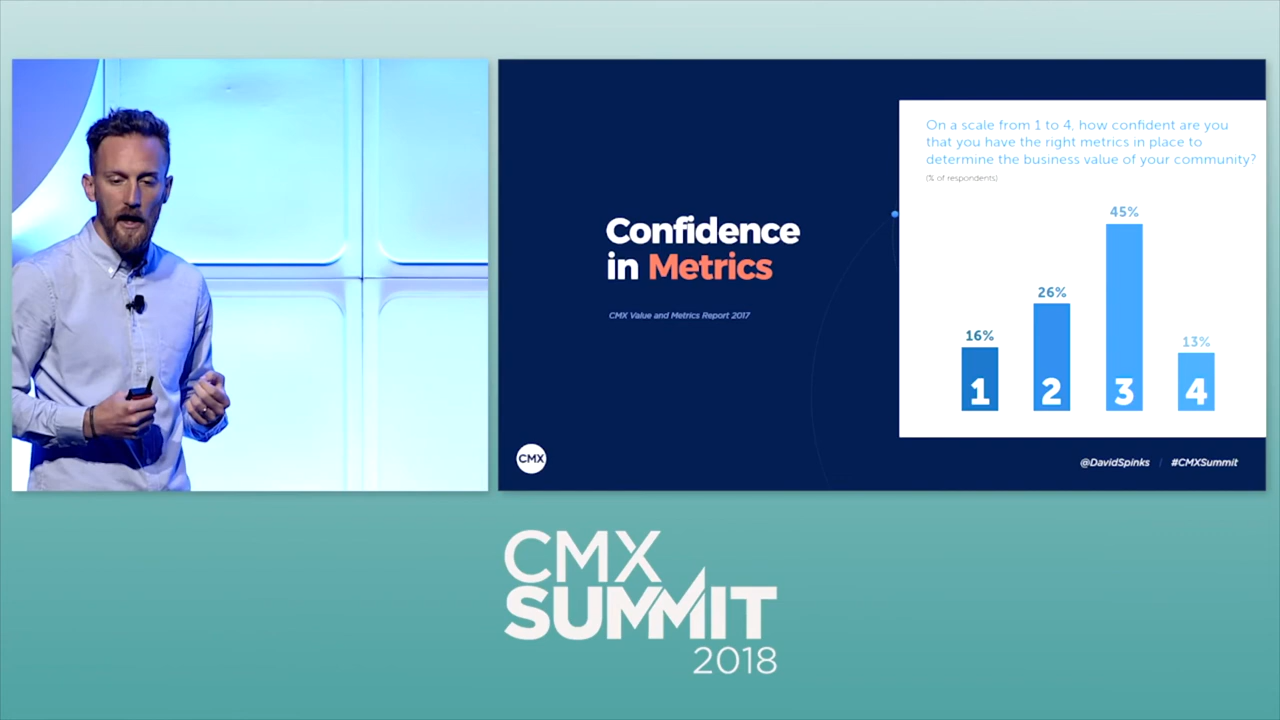 Confidence
in Metrics
CMX Value and Metrics Report 2017
On a scale from 1 to 4, how confident are you
that you have the right metrics in place to
determine the business value of your community?
(% of respondents)
45%
26%
16%
13%
1 2 3 4
CMX
@DavidSpinks | #CMXSummit
CMX
SUMMIT
2018